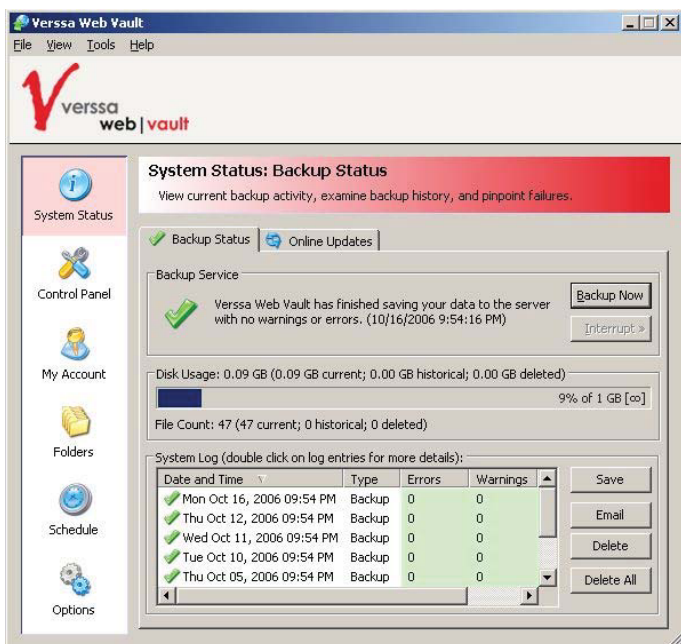 Verssa Web Vault
File View Tools Help
verssa
web | vault
System Status: Backup Status
View current backup activity, examine backup history, and pinpoint failures.
System Status
Control Panel
My Account
Folders
Schedule
Options
Backup Status Online Updates
Backup Service
Verssa Web Vault has finished saving your data to the server
with no warnings or errors. (10/16/2006 9:54:16 PM)
Backup Now
Interrupt »
Disk Usage: 0.09 GB (0.09 GB current; 0.00 GB historical; 0.00 GB deleted)
9% of 1 GB [∞]
File Count: 47 (47 current; 0 historical; 0 deleted)
System Log (double click on log entries for more details):
Date and Time Type Errors Warnings
Mon Oct 16, 2006 09:54 PM Backup 0 0
Thu Oct 12, 2006 09:54 PM Backup 0 0
Wed Oct 11, 2006 09:54 PM Backup 0 0
Tue Oct 10, 2006 09:54 PM Backup 0 0
Thu Oct 05, 2006 09:54 PM Backup 0 0
Save
Email
Delete
Delete All